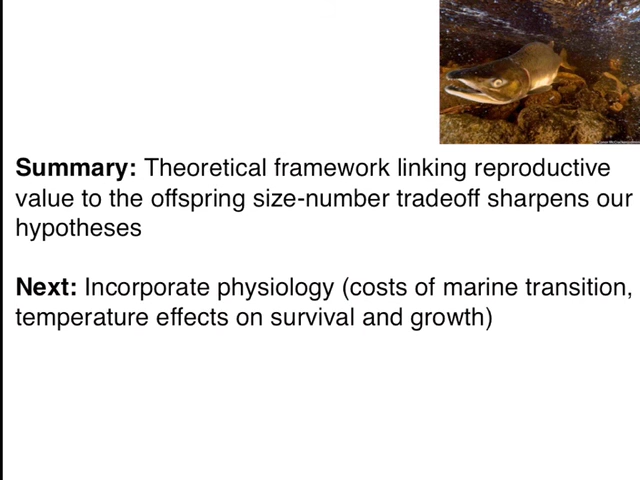 Summary: Theoretical framework linking reproductive
value to the offspring size-number tradeoff sharpens our
hypotheses
Next: Incorporate physiology (costs of marine transition,
temperature effects on survival and growth)